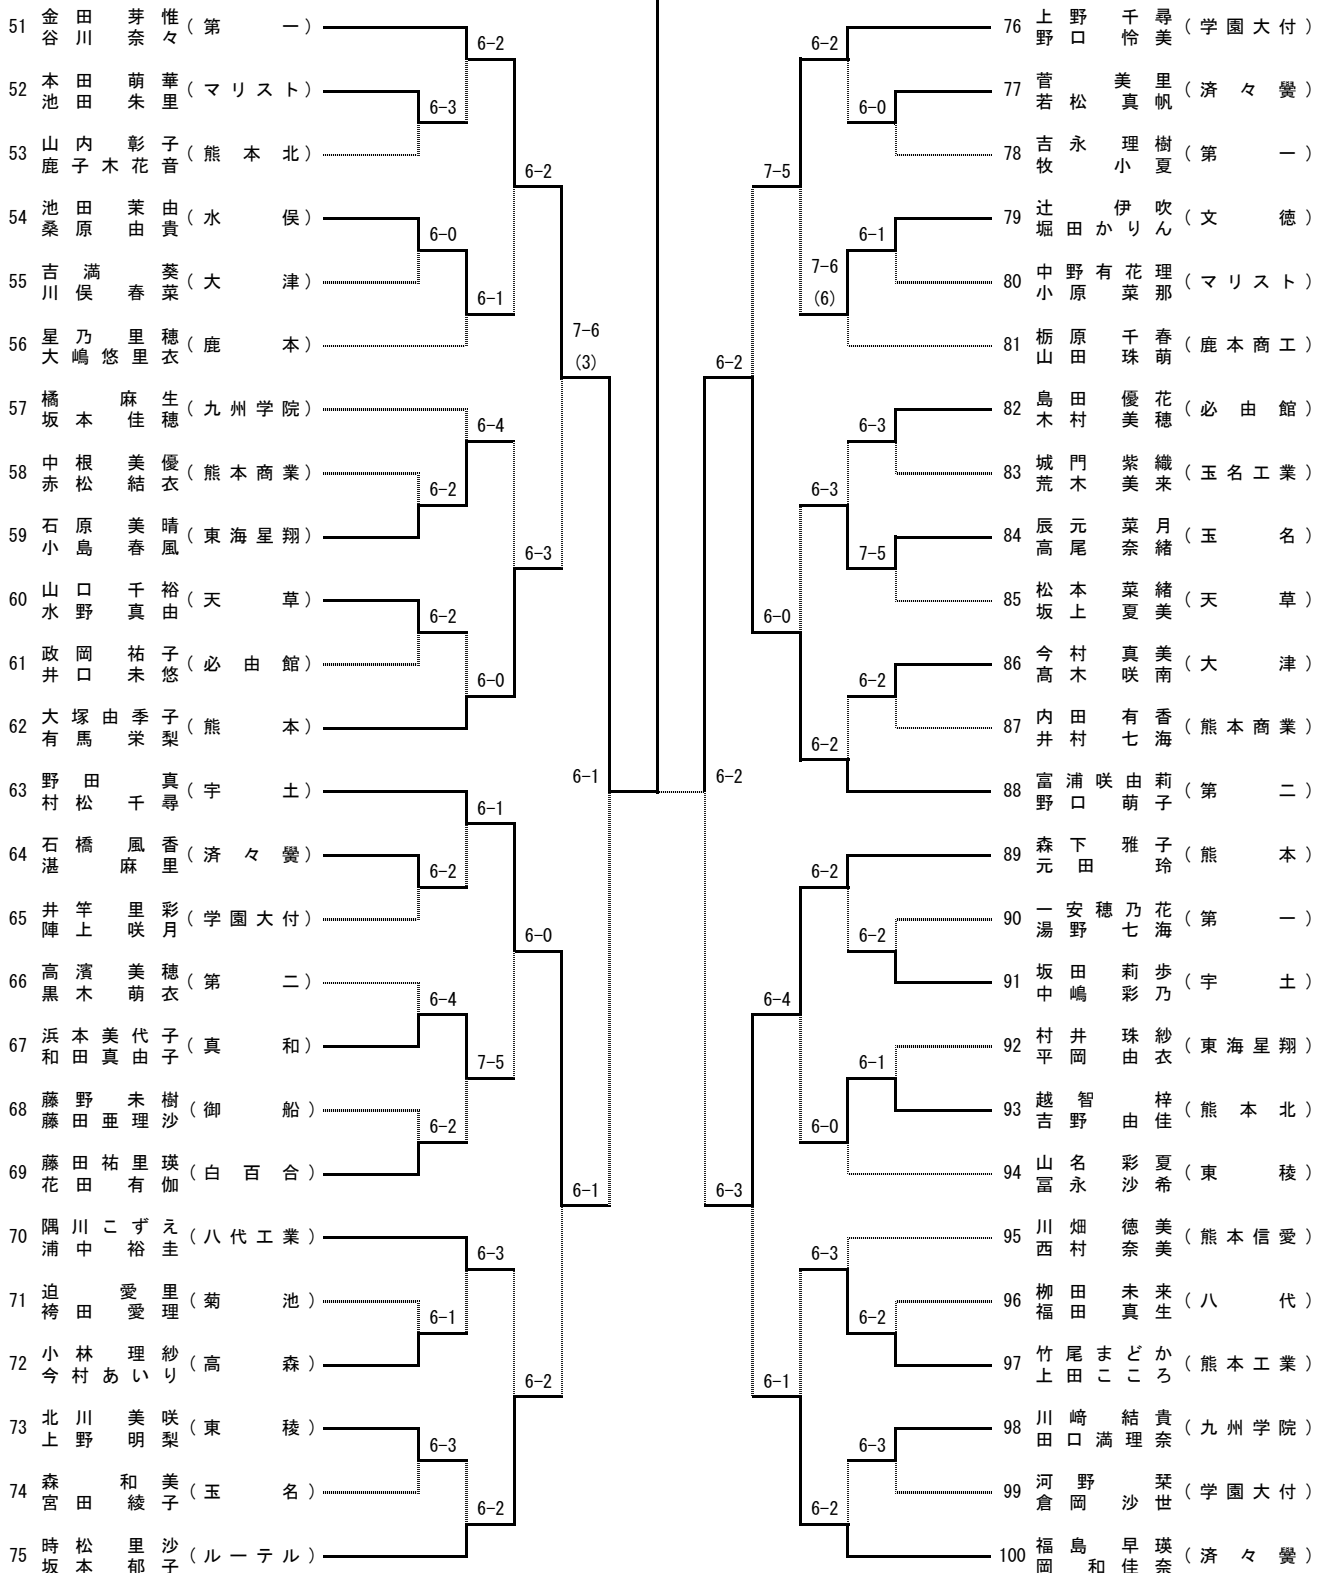 51 金田芽惟 谷川奈々 (第一)
52 本田萌華 池田朱里 (マリスト)
53 山内彰子 鹿子木花音 (熊本北)
54 池田茉由 桑原由貴 (水俣)
55 吉満葵 川俣春菜 (大津)
56 星乃里穂 大嶋悠里衣 (鹿本)
57 橘麻生 坂本佳穂 (九州学院)
58 中根美優 赤松結衣 (熊本商業)
59 石原美晴 小島春風 (東海星翔)
60 山口千裕 水野真由 (天草)
61 政岡祐子 井口未悠 (必由館)
62 大塚由季子 有馬栄梨 (熊本)
63 野田真 村松千尋 (宇土)
64 石橋風香 湛麻里 (済々黌)
65 井竿里彩 陣上咲月 (学園大付)
66 高濱美穂 黒木萌衣 (第二)
67 浜本美代子 和田真由子 (真和)
68 藤野未樹 藤田亜理沙 (御船)
69 藤田祐里瑛 花田有伽 (白百合)
70 隅川こずえ 浦中裕圭 (八代工業)
71 迫愛里 袴田愛理 (菊池)
72 小林理紗 今村あいり (高森)
73 北川美咲 上野明梨 (東稜)
74 森和美 宮田綾子 (玉名)
75 時松里沙 坂本郁子 (ルーテル)
6-2
6-3
6-2
6-0
6-1
7-6
(3)
6-4
6-2
6-3
6-2
6-0
6-1
6-1
6-2
6-0
6-4
7-5
6-2
6-1
6-3
6-1
6-2
6-3
6-2
76 上野千尋 野口怜美 (学園大付)
77 菅美里 若松真帆 (済々黌)
78 吉永理樹 牧小夏 (第一)
79 辻伊吹 堀田かりん (文徳)
80 中野有花理 小原菜那 (マリスト)
81 栃原千春 山田珠萌 (鹿本商工)
82 島田優花 木村美穂 (必由館)
83 城門紫織 荒木美来 (玉名工業)
84 辰元菜月 高尾奈緒 (玉名)
85 松本菜緒 坂上夏美 (天草)
86 今村真美 髙木咲南 (大津)
87 内田有香 井村七海 (熊本商業)
88 富浦咲由莉 野口萌子 (第二)
89 森下雅子 元田玲 (熊本)
90 一安穂乃花 湯野七海 (第一)
91 坂田莉歩 中嶋彩乃 (宇土)
92 村井珠紗 平岡由衣 (東海星翔)
93 越智梓 吉野由佳 (熊本北)
94 山名彩夏 冨永沙希 (東稜)
95 川畑徳美 西村奈美 (熊本信愛)
96 栁田未来 福田真生 (八代)
97 竹尾まどか 上田こころ (熊本工業)
98 川﨑結貴 田口満理奈 (九州学院)
99 河野栞 倉岡沙世 (学園大付)
100 福島早瑛 岡和佳奈 (済々黌)
6-2
6-0
7-5
6-1
7-6
(6)
6-2
6-3
6-3
7-5
6-0
6-2
6-2
6-2
6-2
6-2
6-4
6-1
6-0
6-3
6-3
6-2
6-1
6-3
6-2